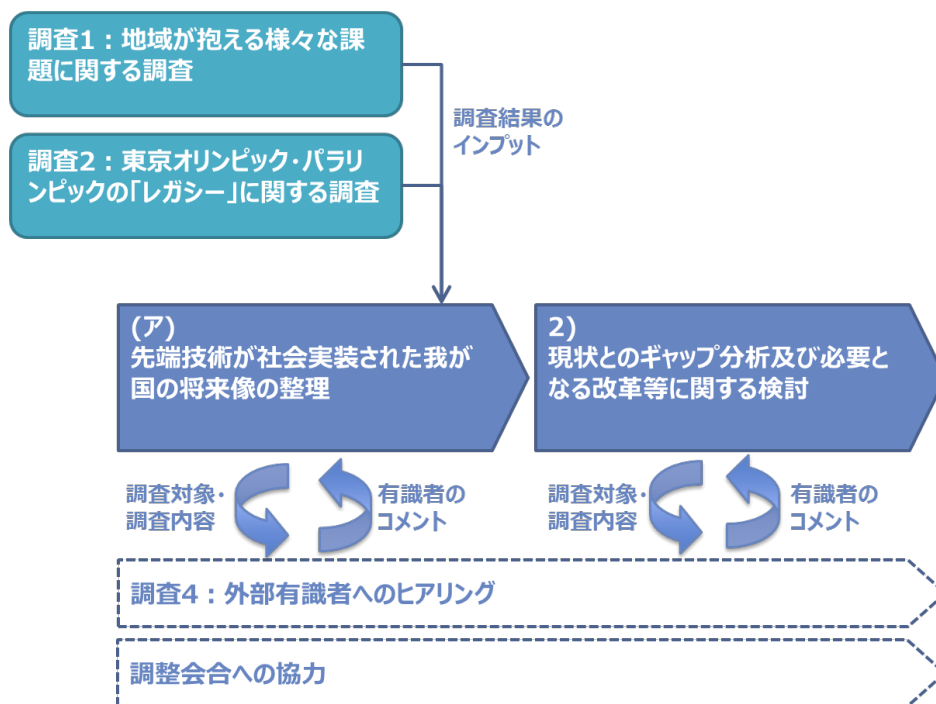 調査1:地域が抱える様々な課
題に関する調査
調査結果の
インプット
調査2:東京オリンピック・パラリ
ンピックの「レガシー」に関する調査
(ア)
先端技術が社会実装された我が
国の将来像の整理
2)
現状とのギャップ分析及び必要と
なる改革等に関する検討
調査対象・
調査内容
有識者の
コメント
調査対象・
調査内容
有識者の
コメント
調査4:外部有識者へのヒアリング
調整会合への協力